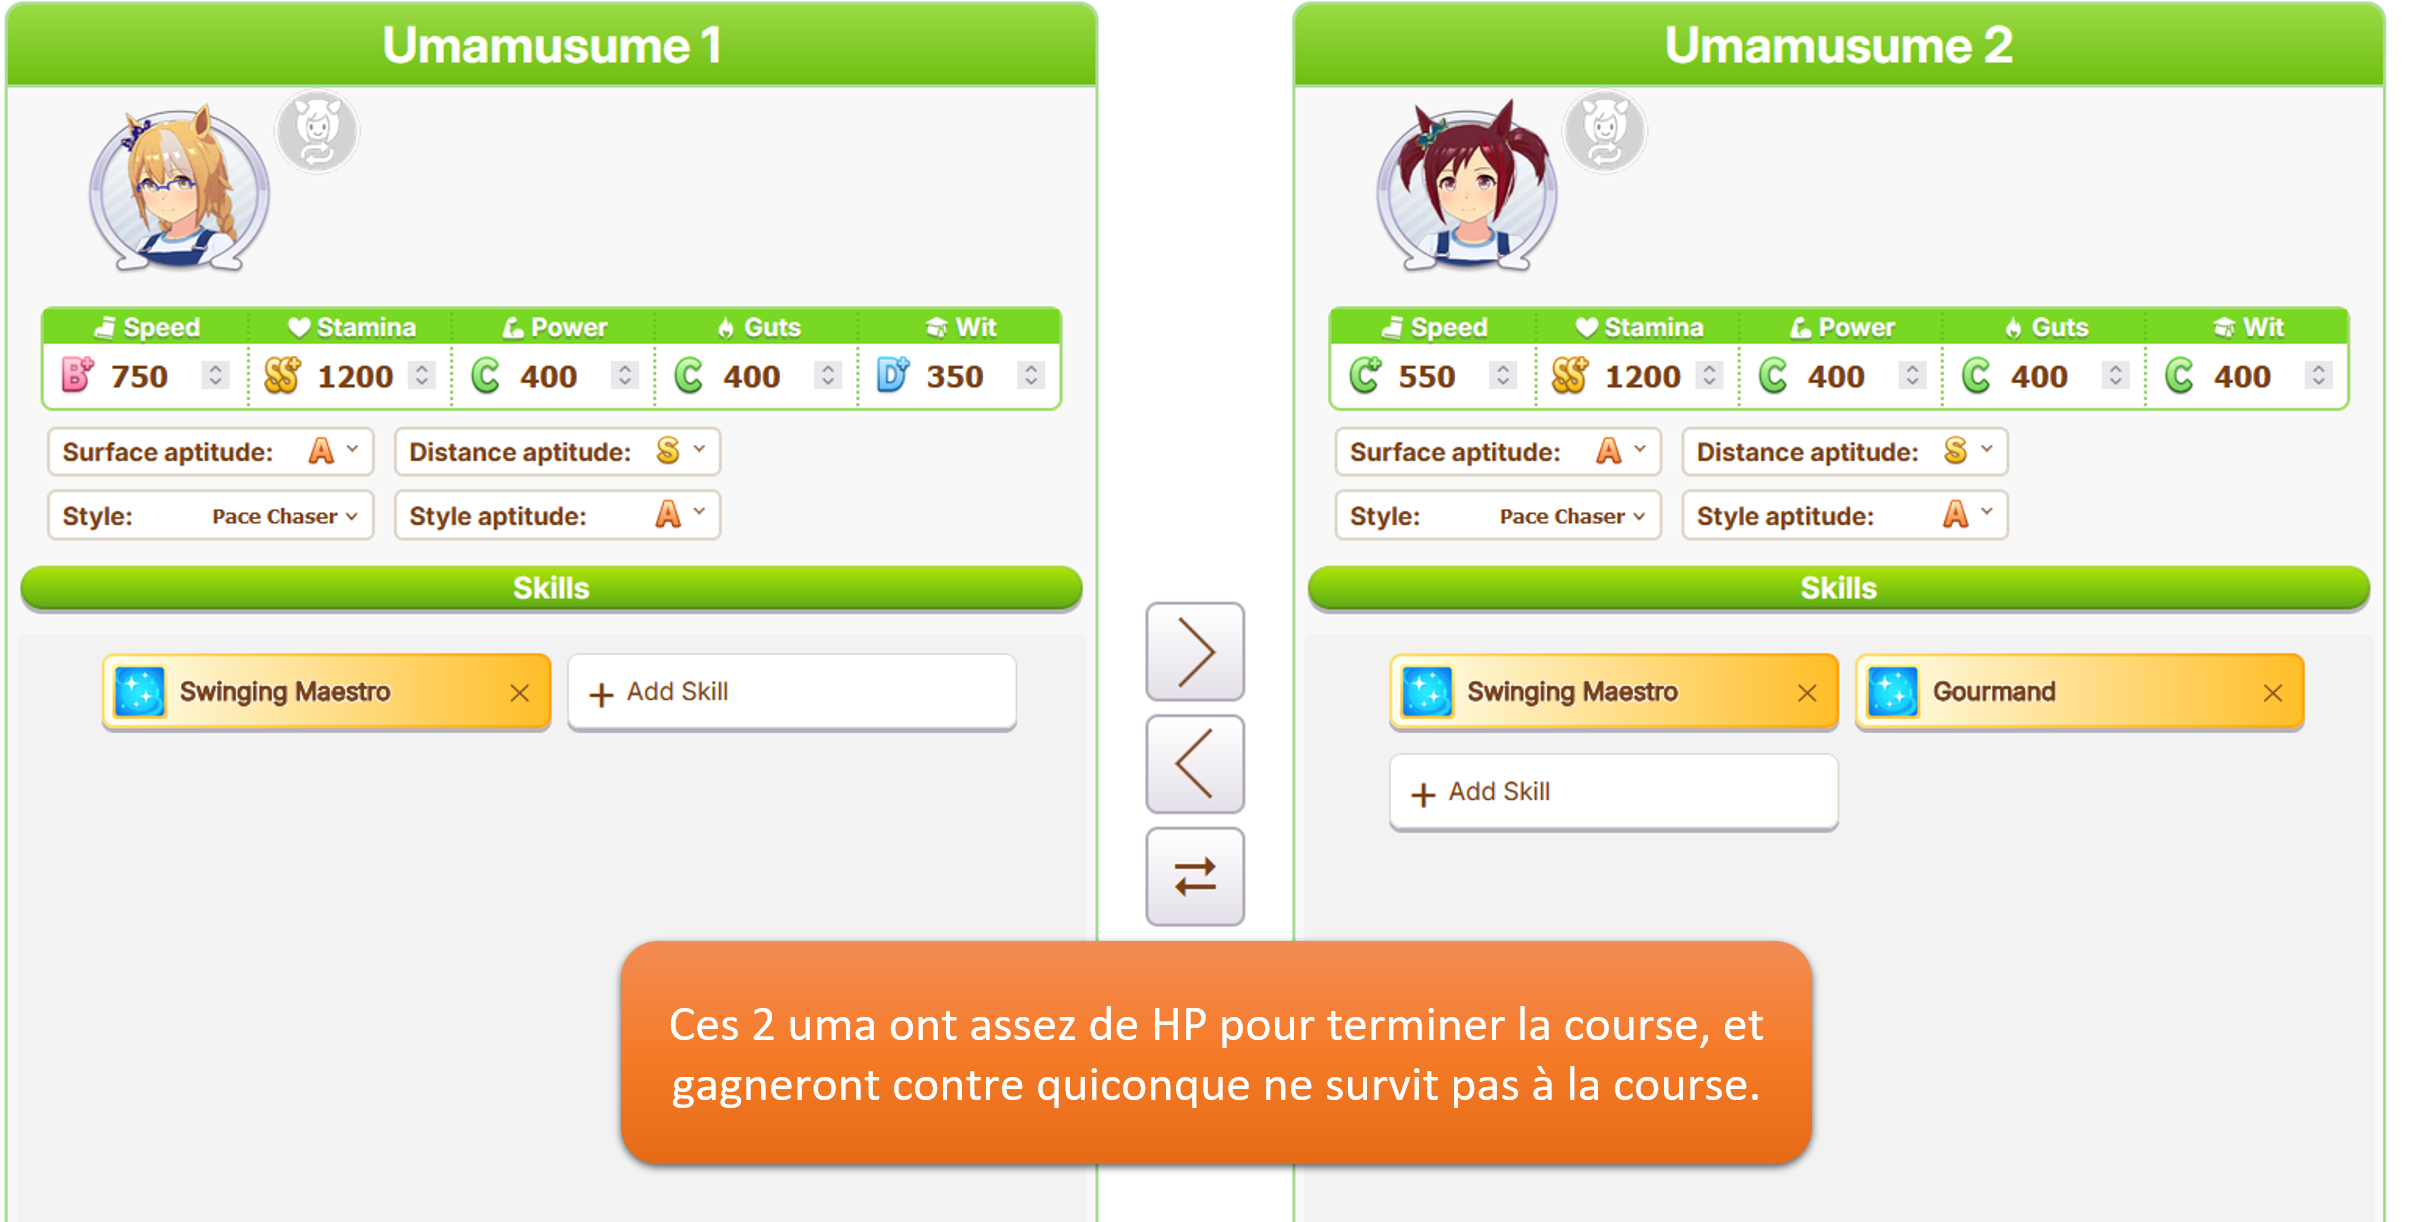 Umamusume 1
Speed Stamina Power Guts Wit
B+ 750 SS+ 1200 C 400 C 400 D+ 350
Surface aptitude: A Distance aptitude: S
Style: Pace Chaser Style aptitude: A
Skills
Swinging Maestro + Add Skill
Umamusume 2
Speed Stamina Power Guts Wit
C+ 550 SS+ 1200 C 400 C 400 C 400
Surface aptitude: A Distance aptitude: S
Style: Pace Chaser Style aptitude: A
Skills
Swinging Maestro Gourmand
+ Add Skill
Ces 2 uma ont assez de HP pour terminer la course, et
gagneront contre quiconque ne survit pas à la course.